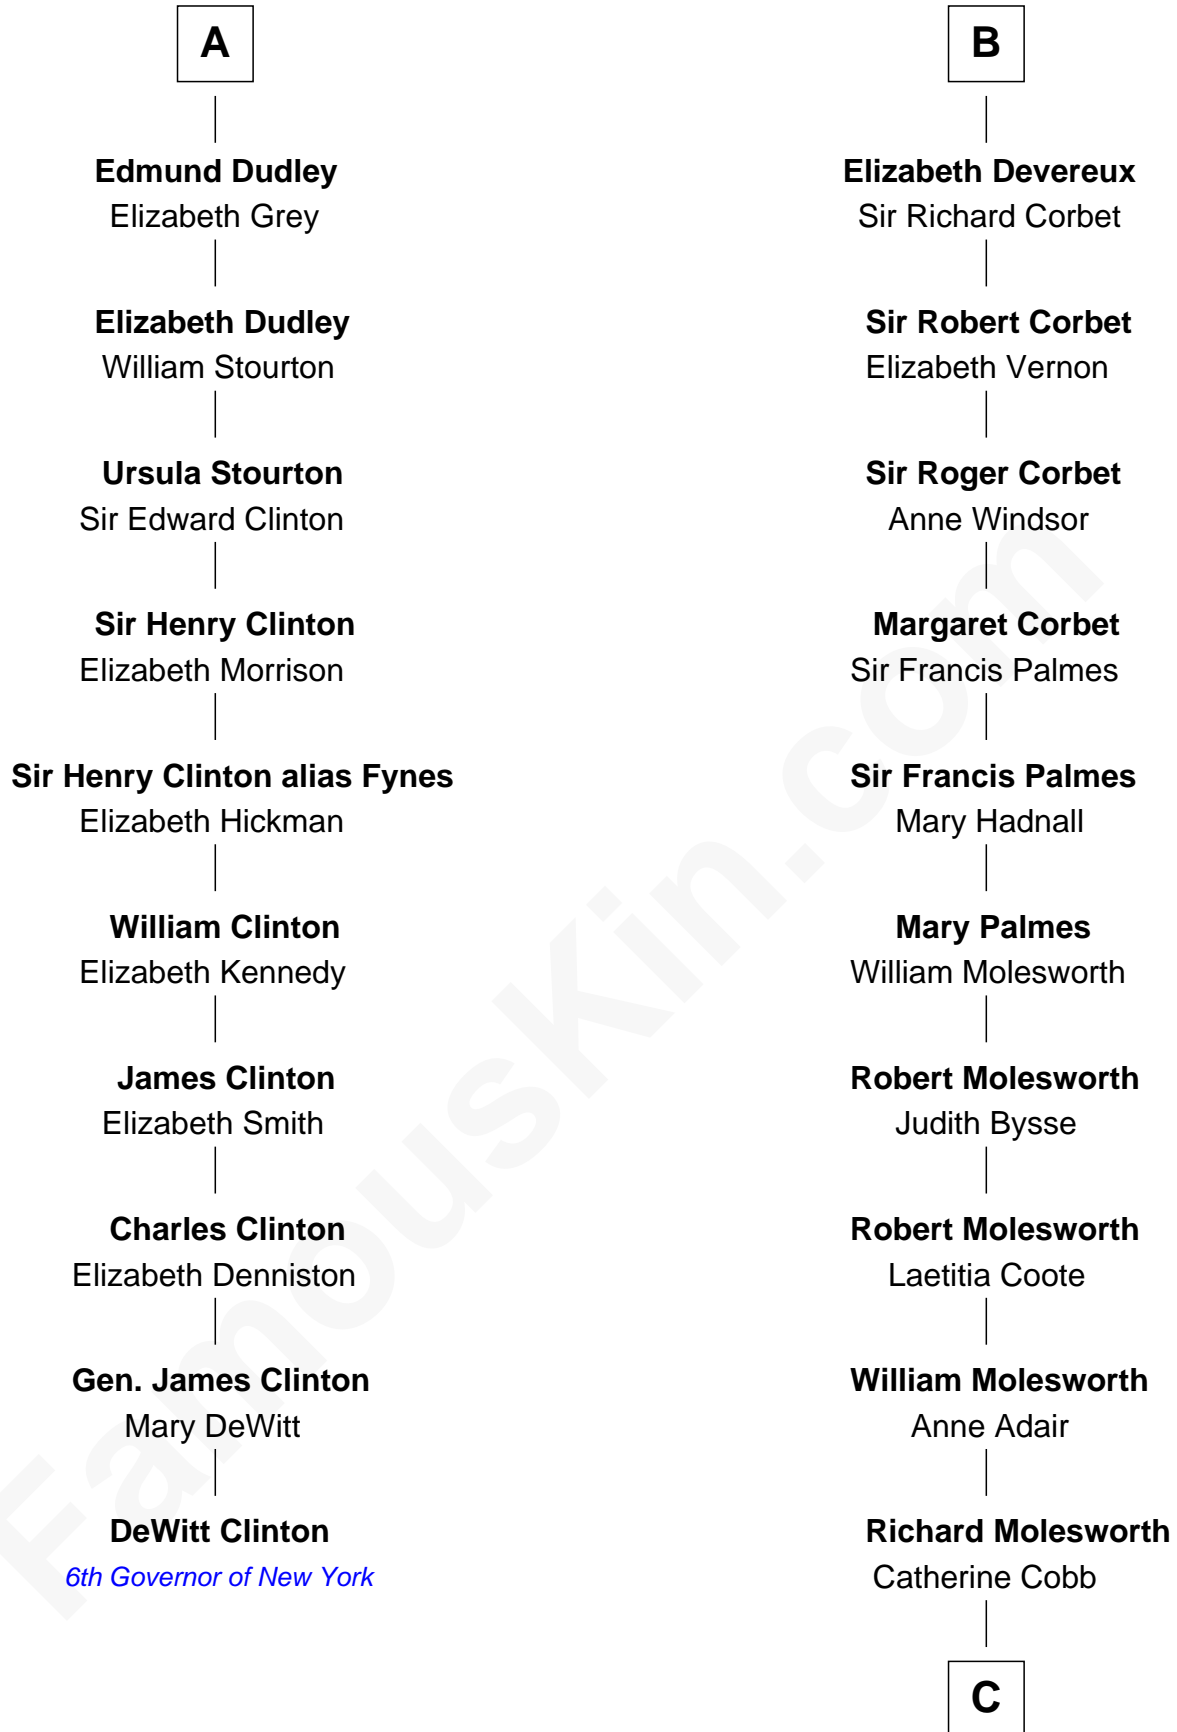 A
Edmund Dudley
Elizabeth Grey
Elizabeth Dudley
William Stourton
Ursula Stourton
Sir Edward Clinton
Sir Henry Clinton
Elizabeth Morrison
Sir Henry Clinton alias Fynes
Elizabeth Hickman
William Clinton
Elizabeth Kennedy
James Clinton
Elizabeth Smith
Charles Clinton
Elizabeth Denniston
Gen. James Clinton
Mary DeWitt
DeWitt Clinton
6th Governor of New York
B
Elizabeth Devereux
Sir Richard Corbet
Sir Robert Corbet
Elizabeth Vernon
Sir Roger Corbet
Anne Windsor
Margaret Corbet
Sir Francis Palmes
Sir Francis Palmes
Mary Hadnall
Mary Palmes
William Molesworth
Robert Molesworth
Judith Bysse
Robert Molesworth
Laetitia Coote
William Molesworth
Anne Adair
Richard Molesworth
Catherine Cobb
C
FamousKin.com